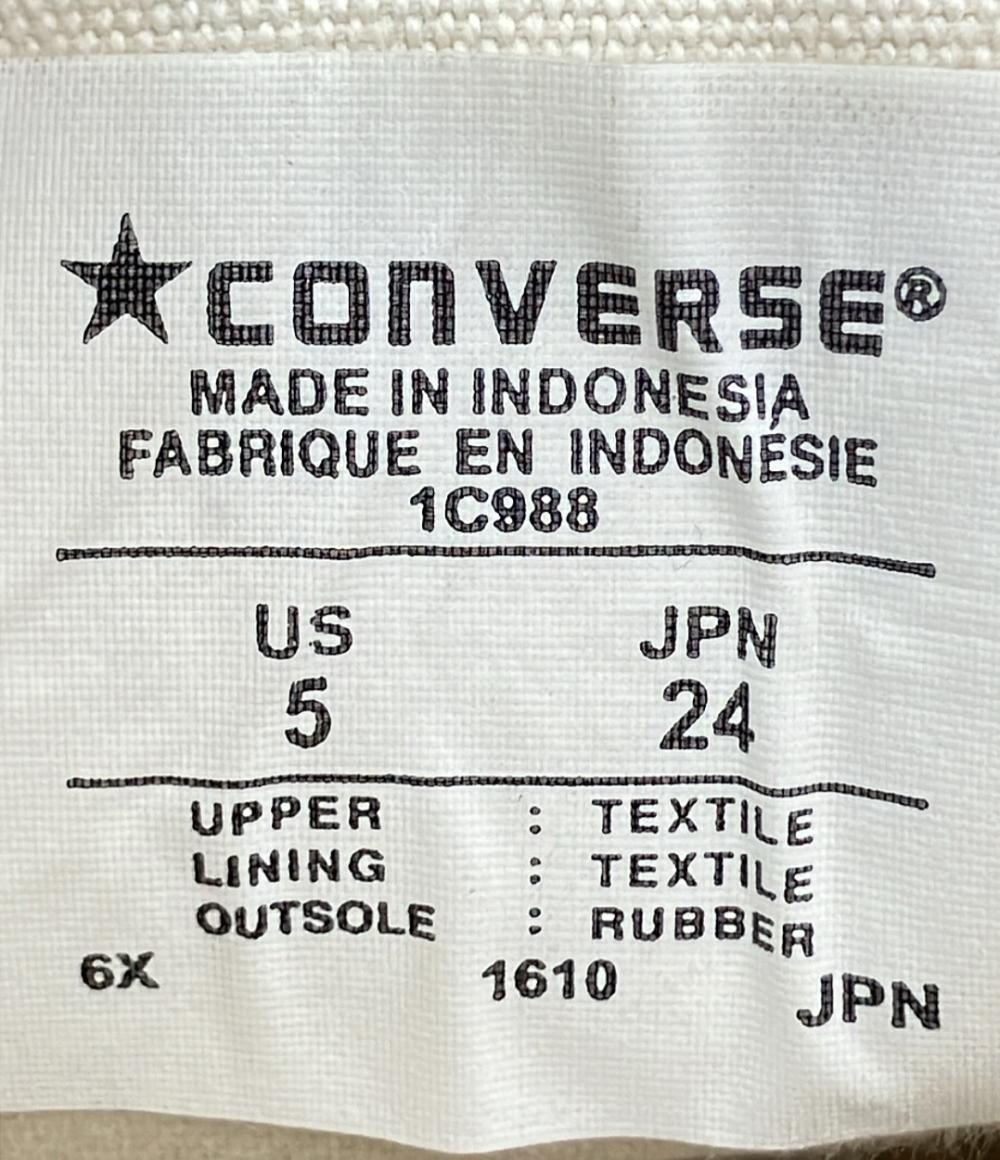 ★CONVERSE®
MADE IN INDONESIA
FABRIQUE EN INDONÉSIE
1C988
US JPN
5 24
UPPER : TEXTILE
LINING : TEXTILE
OUTSOLE : RUBBER
6X 1610 JPN